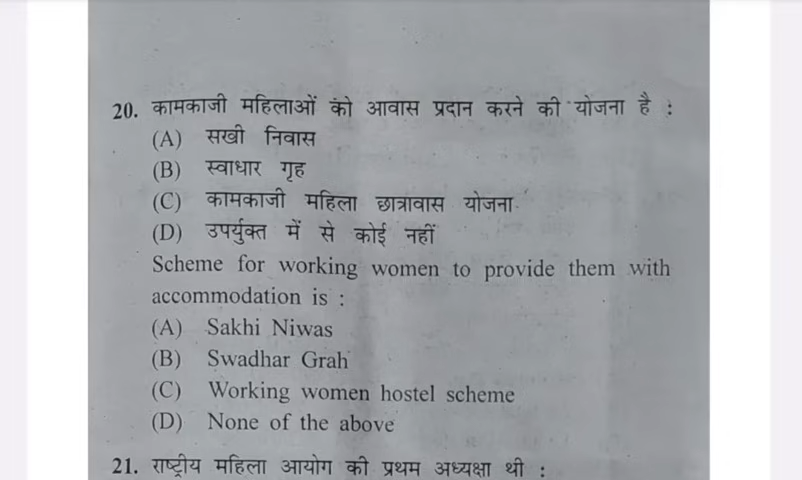 20. कामकाजी महिलाओं को आवास प्रदान करने की योजना है :
(A) सखी निवास
(B) स्वाधार गृह
(C) कामकाजी महिला छात्रावास योजना
(D) उपर्युक्त में से कोई नहीं
Scheme for working women to provide them with
accommodation is :
(A) Sakhi Niwas
(B) Swadhar Grah
(C) Working women hostel scheme
(D) None of the above
21. राष्ट्रीय महिला आयोग की प्रथम अध्यक्षा थी :